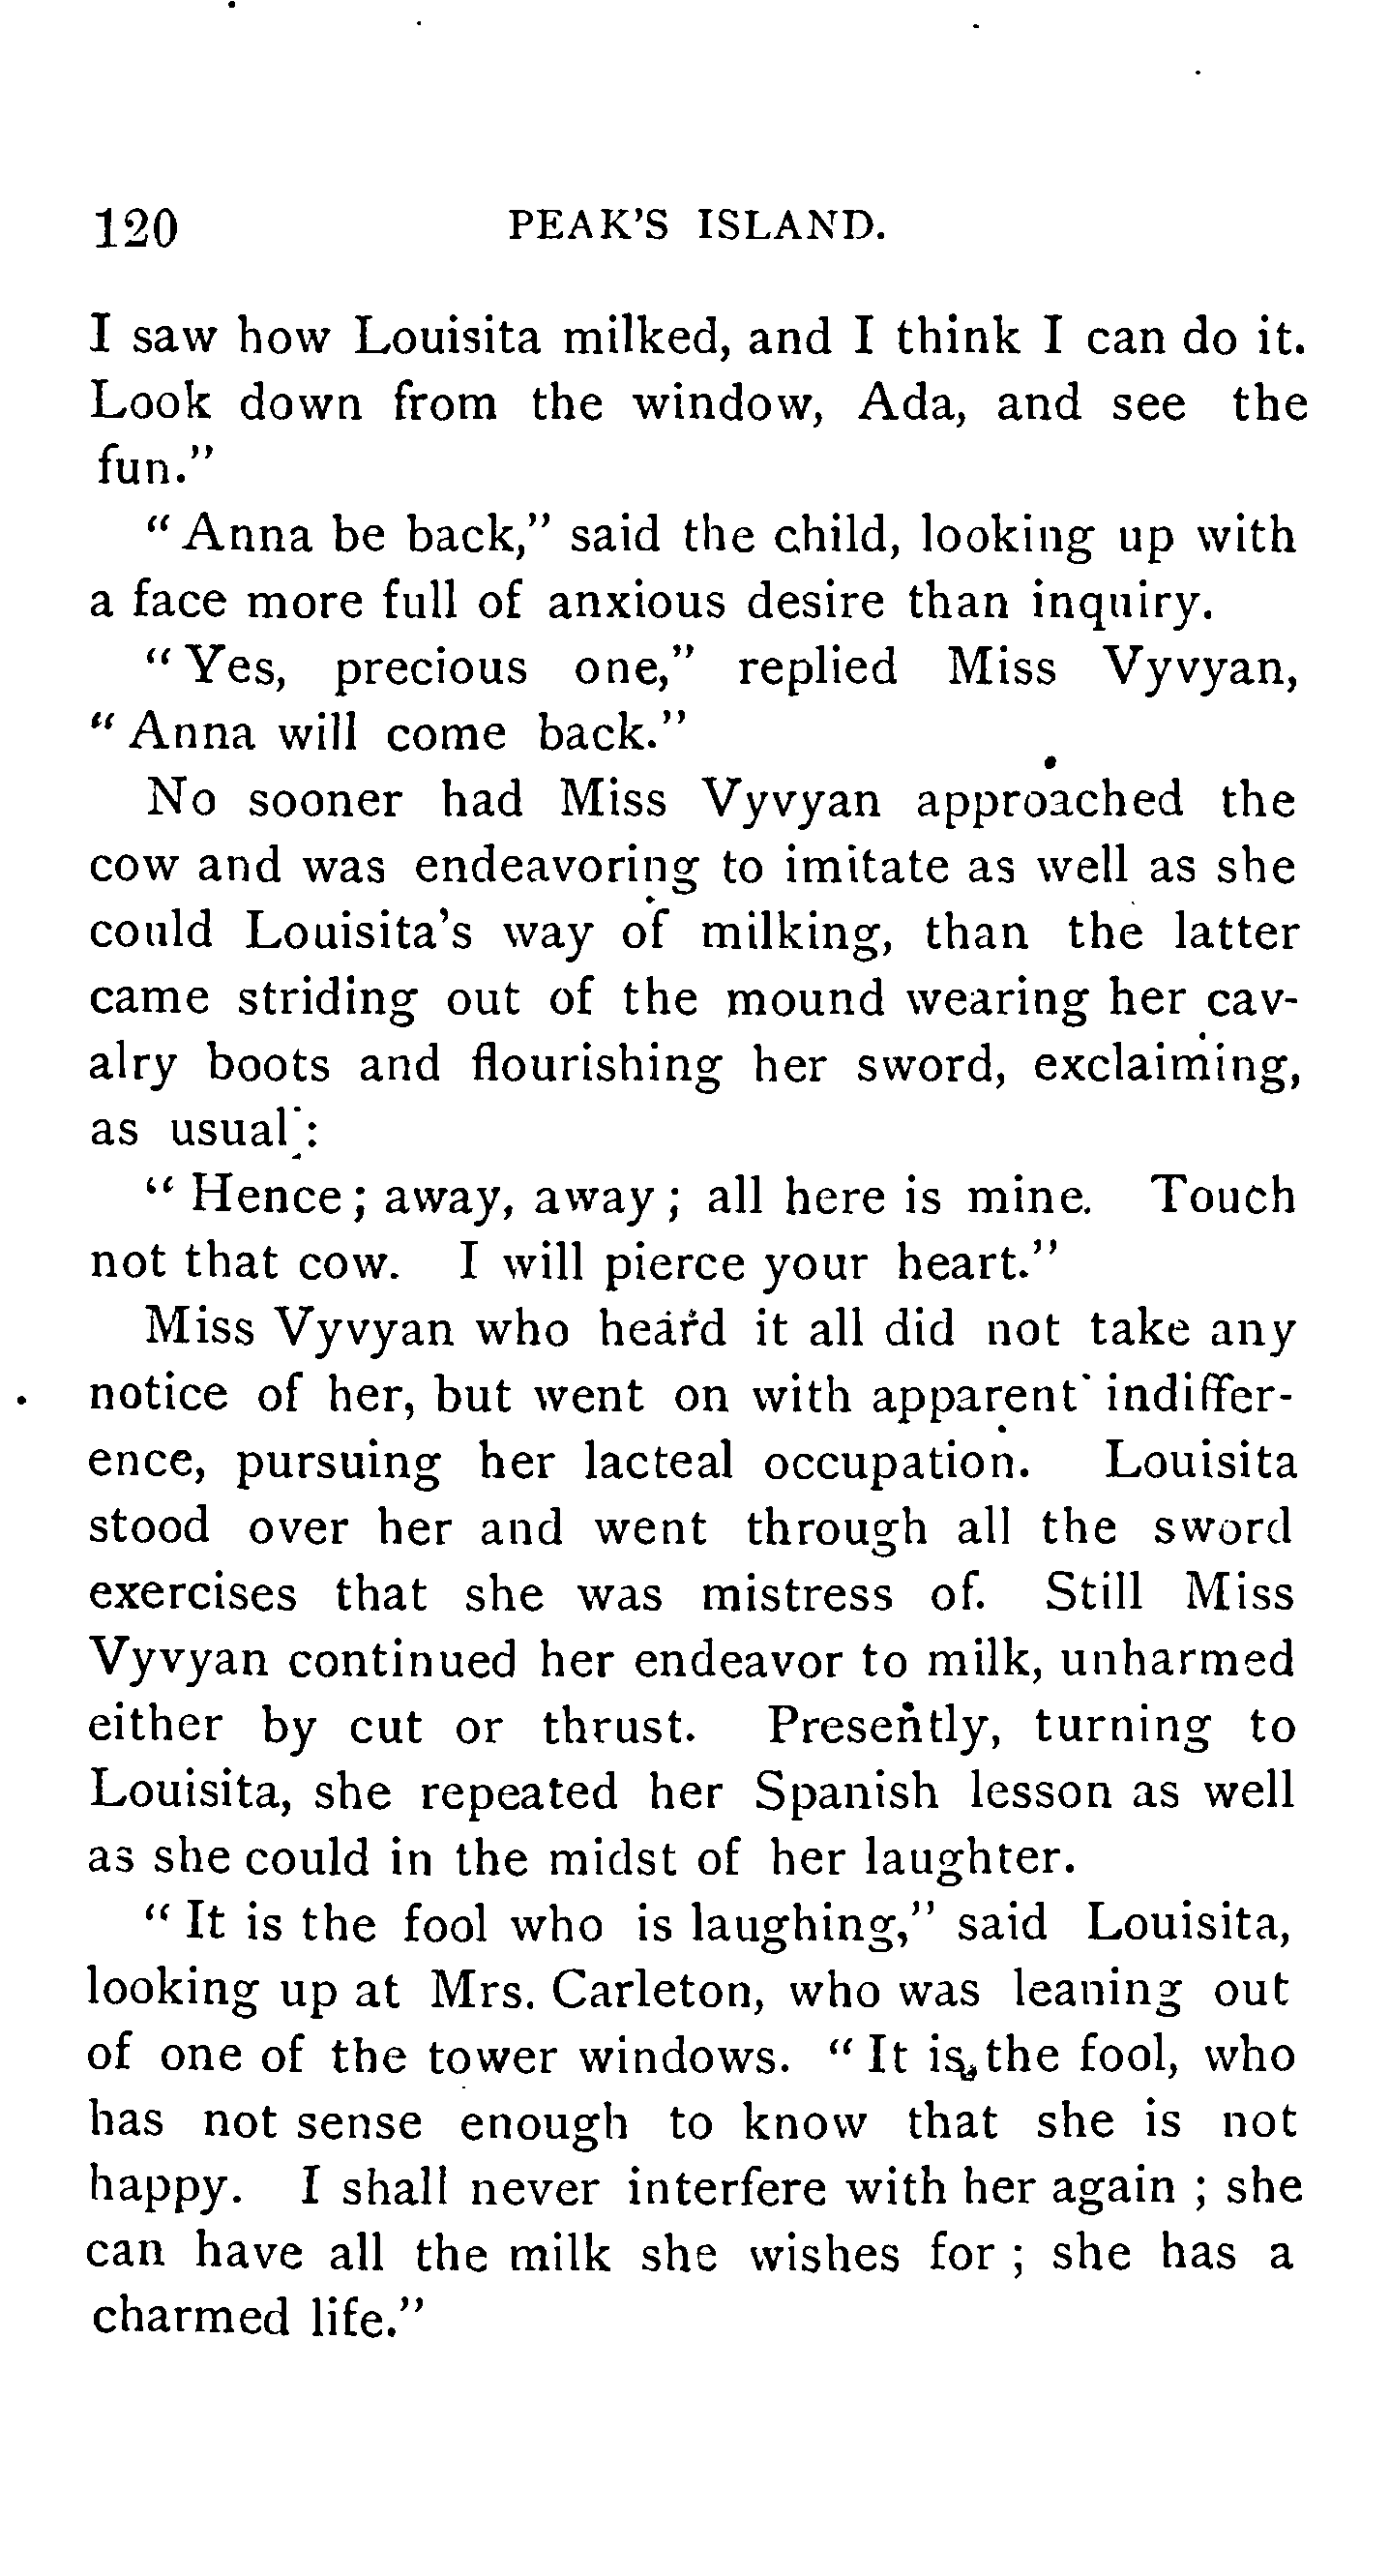 120 PEAK'S ISLAND.
I saw how Louisita milked, and I think I can do it.
Look down from the window, Ada, and see the
fun."
"Anna be back," said the child, looking up with
a face more full of anxious desire than inquiry.
"Yes, precious one," replied Miss Vyvyan,
"Anna will come back."
No sooner had Miss Vyvyan approached the
cow and was endeavoring to imitate as well as she
could Louisita's way of milking, than the latter
came striding out of the mound wearing her cav-
alry boots and flourishing her sword, exclaiming,
as usual:
"Hence; away, away; all here is mine. Touch
not that cow. I will pierce your heart."
Miss Vyvyan who heard it all did not take any
notice of her, but went on with apparent indiffer-
ence, pursuing her lacteal occupation. Louisita
stood over her and went through all the sword
exercises that she was mistress of. Still Miss
Vyvyan continued her endeavor to milk, unharmed
either by cut or thrust. Presently, turning to
Louisita, she repeated her Spanish lesson as well
as she could in the midst of her laughter.
"It is the fool who is laughing," said Louisita,
looking up at Mrs. Carleton, who was leaning out
of one of the tower windows. "It is the fool, who
has not sense enough to know that she is not
happy. I shall never interfere with her again; she
can have all the milk she wishes for; she has a
charmed life."